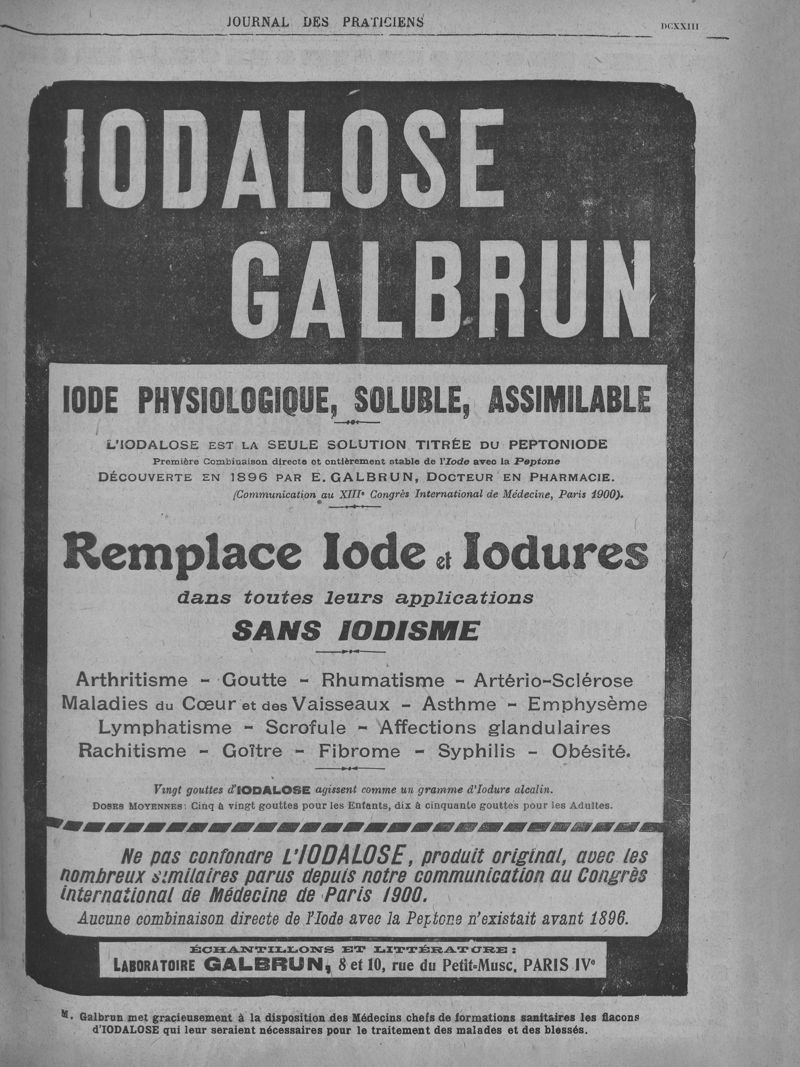 JOURNAL DES PRATICIENS
DCXXIII
IODALOSE
GALBRUN
IODE PHYSIOLOGIQUE, SOLUBLE, ASSIMILABLE
L'IODALOSE EST LA SEULE SOLUTION TITRÉE DU PEPTONIODE
Première Combinaison directe et entièrement stable de l'Iode avec la Peptone
DÉCOUVERTE EN 1896 PAR E. GALBRUN, DOCTEUR EN PHARMACIE.
(Communication au XIIIe Congrès International de Médecine, Paris 1900).
Remplace Iode et Iodures
dans toutes leurs applications
SANS IODISME
Arthritisme - Goutte - Rhumatisme - Artério-Sclérose
Maladies du Cœur et des Vaisseaux - Asthme - Emphysème
Lymphatisme - Scrofule - Affections glandulaires
Rachitisme - Goître - Fibrome - Syphilis - Obésité.
Vingt gouttes d'IODALOSE agissent comme un gramme d'Iodure alcalin.
DOSES MOYENNES: Cinq à vingt gouttes pour les Enfants, dix à cinquante gouttes pour les Adultes.
Ne pas confondre L'IODALOSE, produit original, avec les
nombreux similaires parus depuis notre communication au Congrès
International de Médecine de Paris 1900.
Aucune combinaison directe de l'Iode avec la Peptone n'existait avant 1896.
ÉCHANTILLONS ET LITTÉRATURE:
LABORATOIRE GALBRUN, 8 et 10, rue du Petit-Musc, PARIS IVe
M. Galbrun met gracieusement à la disposition des Médecins chefs de formations sanitaires les flacons
d'IODALOSE qui leur seraient nécessaires pour le traitement des malades et des blessés.